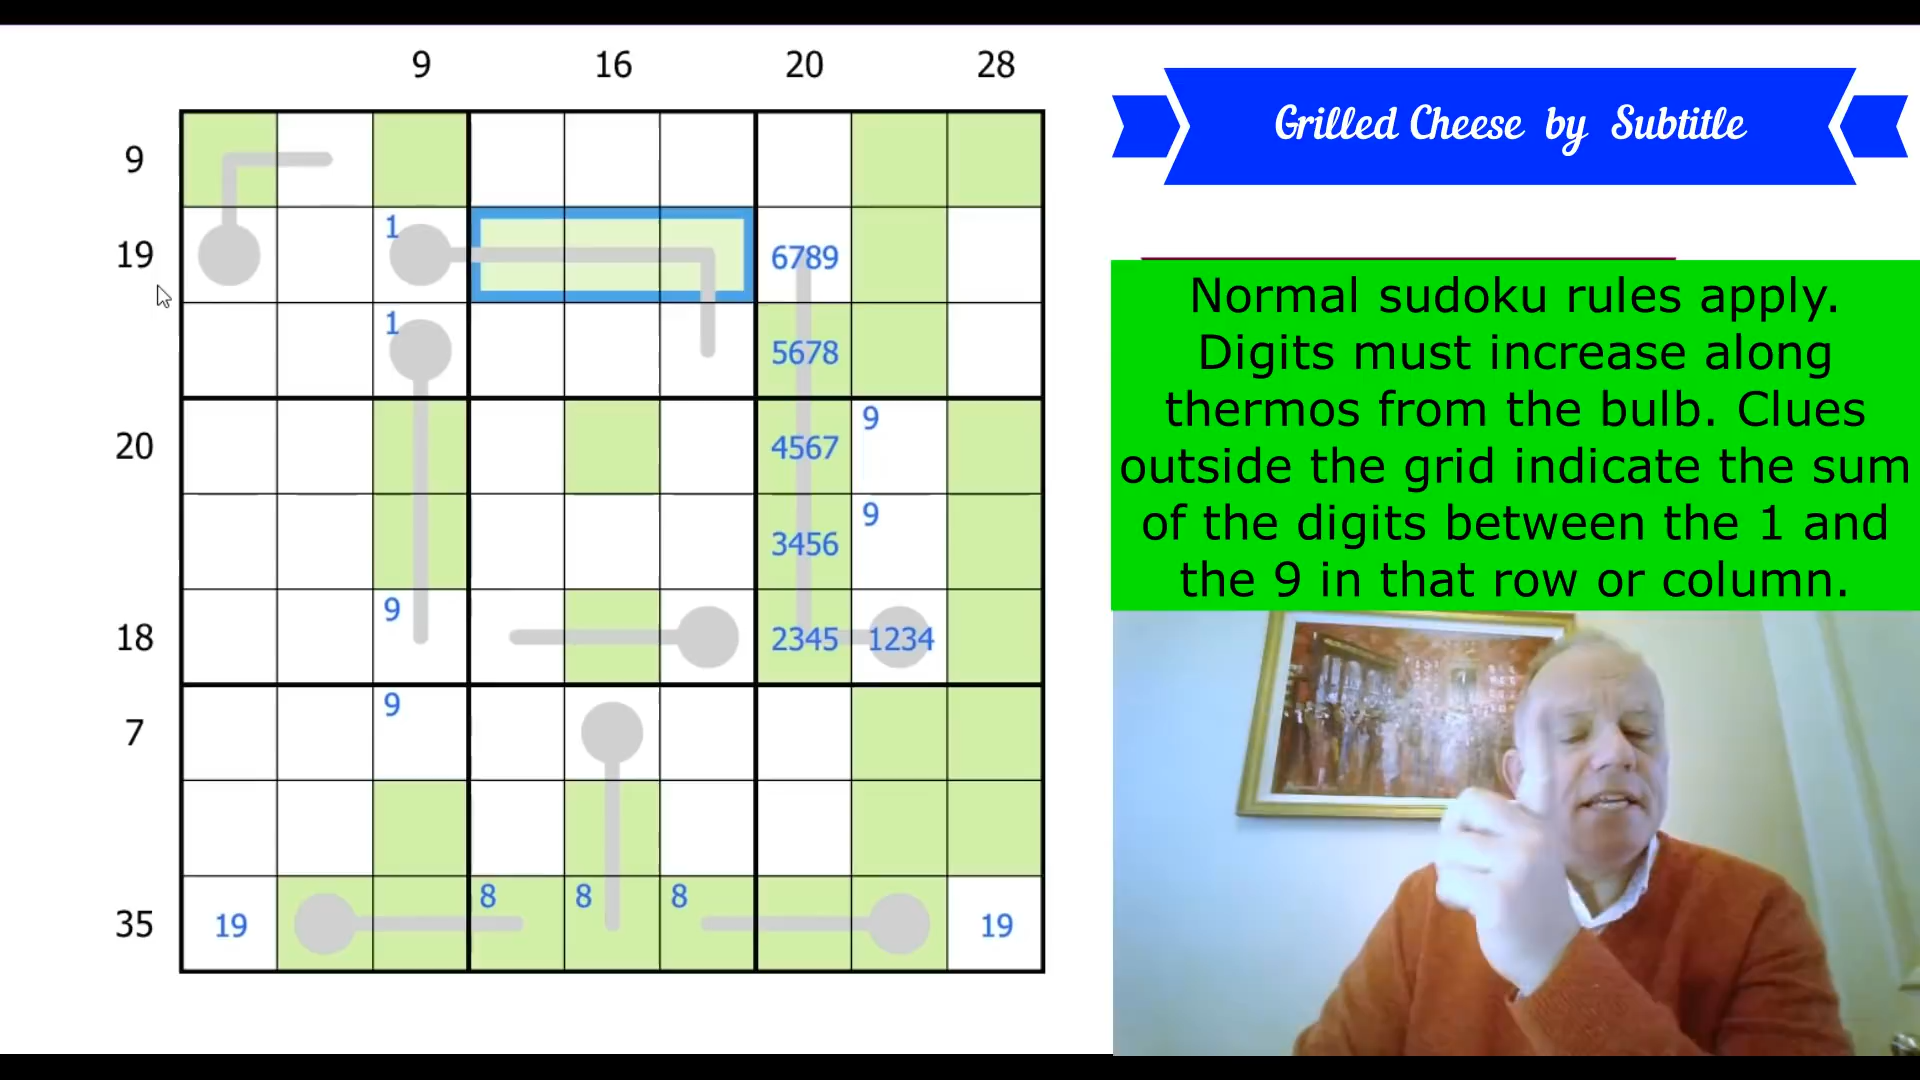 9 16 20 28
Grilled Cheese by Subtitle
9
1
19 6789
1
5678
9
20 4567
9
3456
9
18 2345 1234
9
7
8 8 8
35 19 19
Normal sudoku rules apply.
Digits must increase along
thermos from the bulb. Clues
outside the grid indicate the sum
of the digits between the 1 and
the 9 in that row or column.